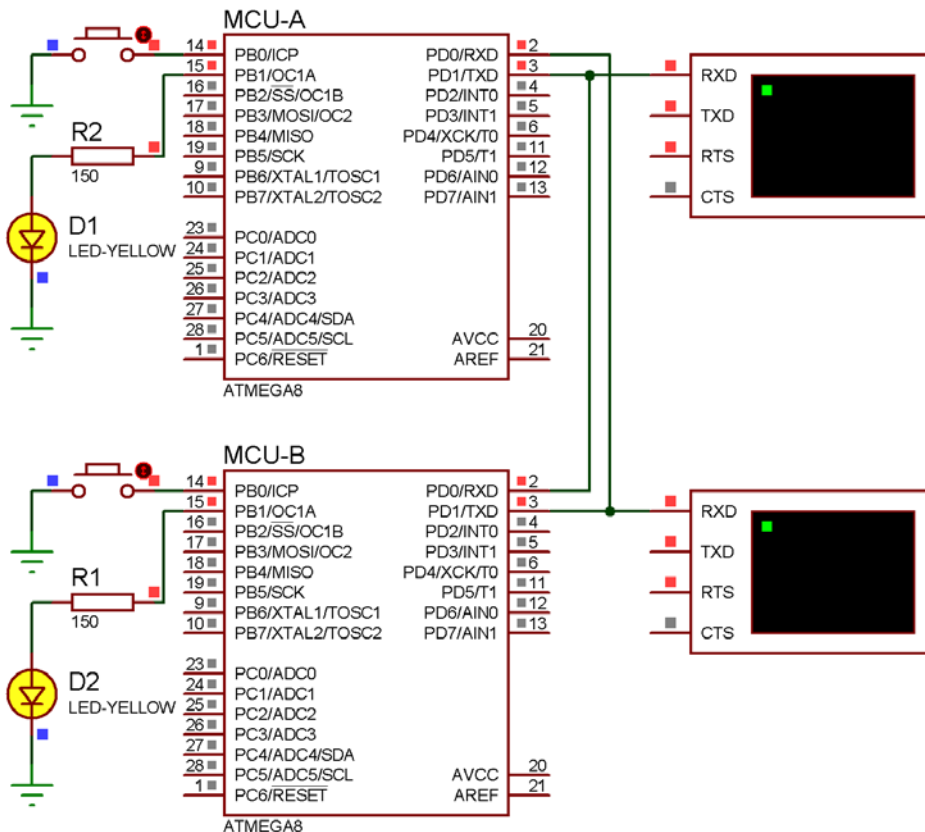 MCU-A
14 PB0/ICP PD0/RXD 2
15 PB1/OC1A PD1/TXD 3 RXD
16 PB2/SS/OC1B PD2/INT0 4
17 PB3/MOSI/OC2 PD3/INT1 5 TXD
18 PB4/MISO PD4/XCK/T0 6
R2 19 PB5/SCK PD5/T1 11 RTS
150 9 PB6/XTAL1/TOSC1 PD6/AIN0 12
10 PB7/XTAL2/TOSC2 PD7/AIN1 13 CTS
D1 23 PC0/ADC0
LED-YELLOW 24 PC1/ADC1
25 PC2/ADC2
26 PC3/ADC3
27 PC4/ADC4/SDA
28 PC5/ADC5/SCL AVCC 20
1 PC6/RESET AREF 21
ATMEGA8
MCU-B
14 PB0/ICP PD0/RXD 2
15 PB1/OC1A PD1/TXD 3 RXD
16 PB2/SS/OC1B PD2/INT0 4
17 PB3/MOSI/OC2 PD3/INT1 5 TXD
18 PB4/MISO PD4/XCK/T0 6
R1 19 PB5/SCK PD5/T1 11 RTS
150 9 PB6/XTAL1/TOSC1 PD6/AIN0 12
10 PB7/XTAL2/TOSC2 PD7/AIN1 13 CTS
D2 23 PC0/ADC0
LED-YELLOW 24 PC1/ADC1
25 PC2/ADC2
26 PC3/ADC3
27 PC4/ADC4/SDA
28 PC5/ADC5/SCL AVCC 20
1 PC6/RESET AREF 21
ATMEGA8